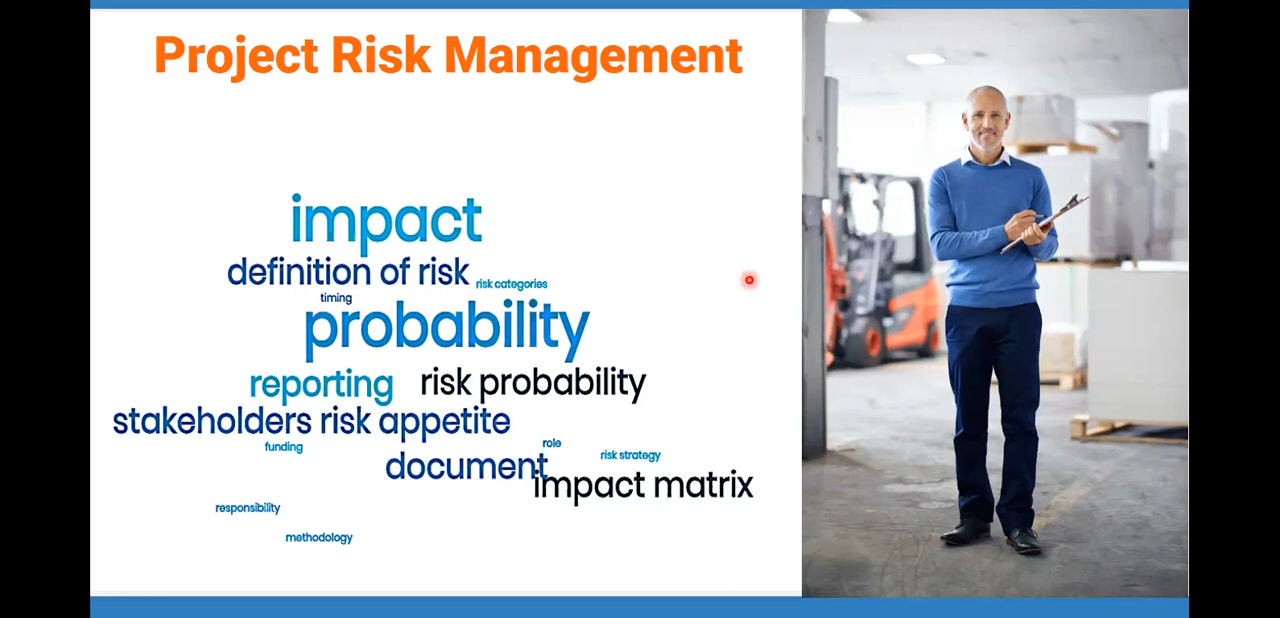 Project Risk Management
impact
definition of risk
risk categories
timing
probability
reporting
risk probability
stakeholders risk appetite
funding
role
risk strategy
document
impact matrix
responsibility
methodology